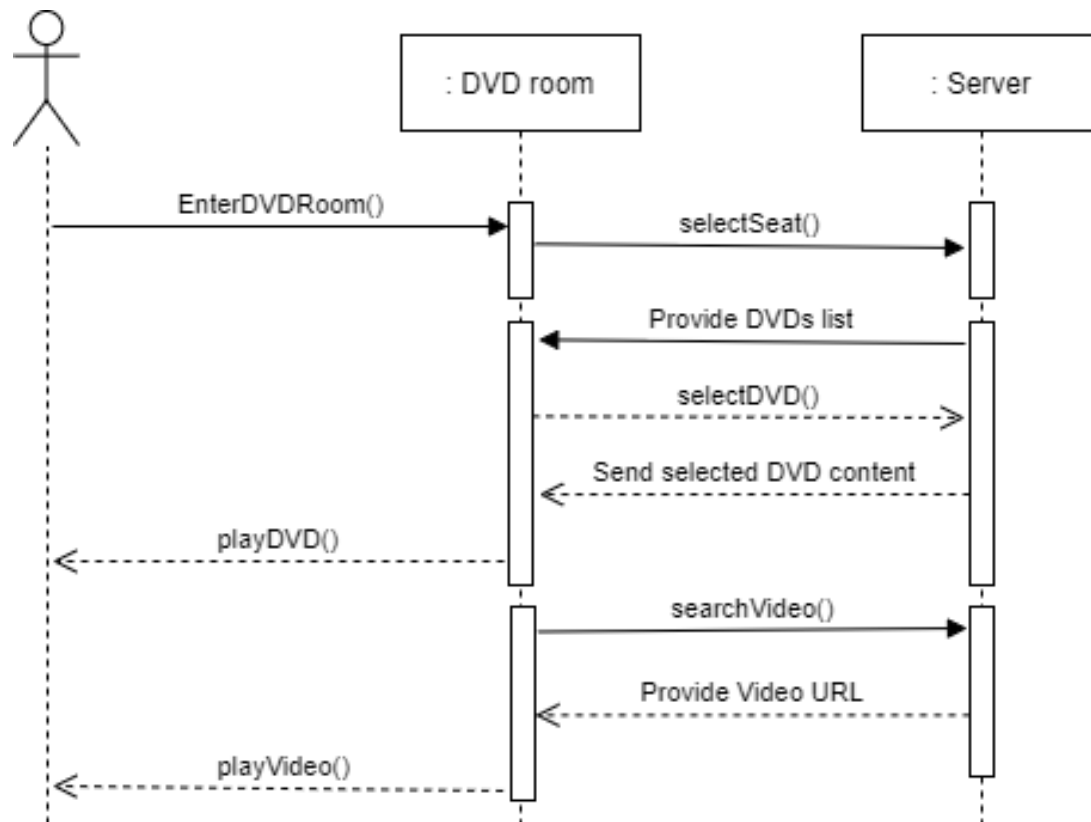 : DVD room
: Server
EnterDVDRoom()
selectSeat()
Provide DVDs list
selectDVD()
Send selected DVD content
playDVD()
searchVideo()
Provide Video URL
playVideo()